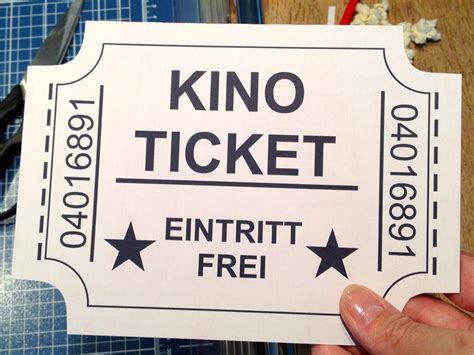 KINO
TICKET
EINTRITT
FREI
04016891
04016891